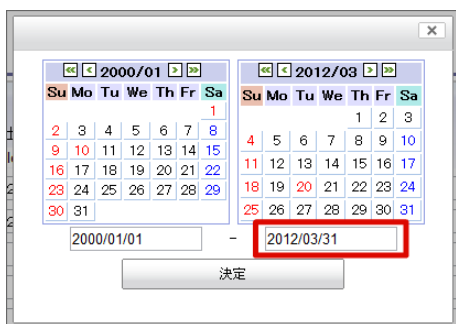 ×
« < 2000/01 > »
Su Mo Tu We Th Fr Sa
1
2 3 4 5 6 7 8
9 10 11 12 13 14 15
16 17 18 19 20 21 22
23 24 25 26 27 28 29
30 31
« < 2012/03 > »
Su Mo Tu We Th Fr Sa
1 2 3
4 5 6 7 8 9 10
11 12 13 14 15 16 17
18 19 20 21 22 23 24
25 26 27 28 29 30 31
2000/01/01 - 2012/03/31
決定